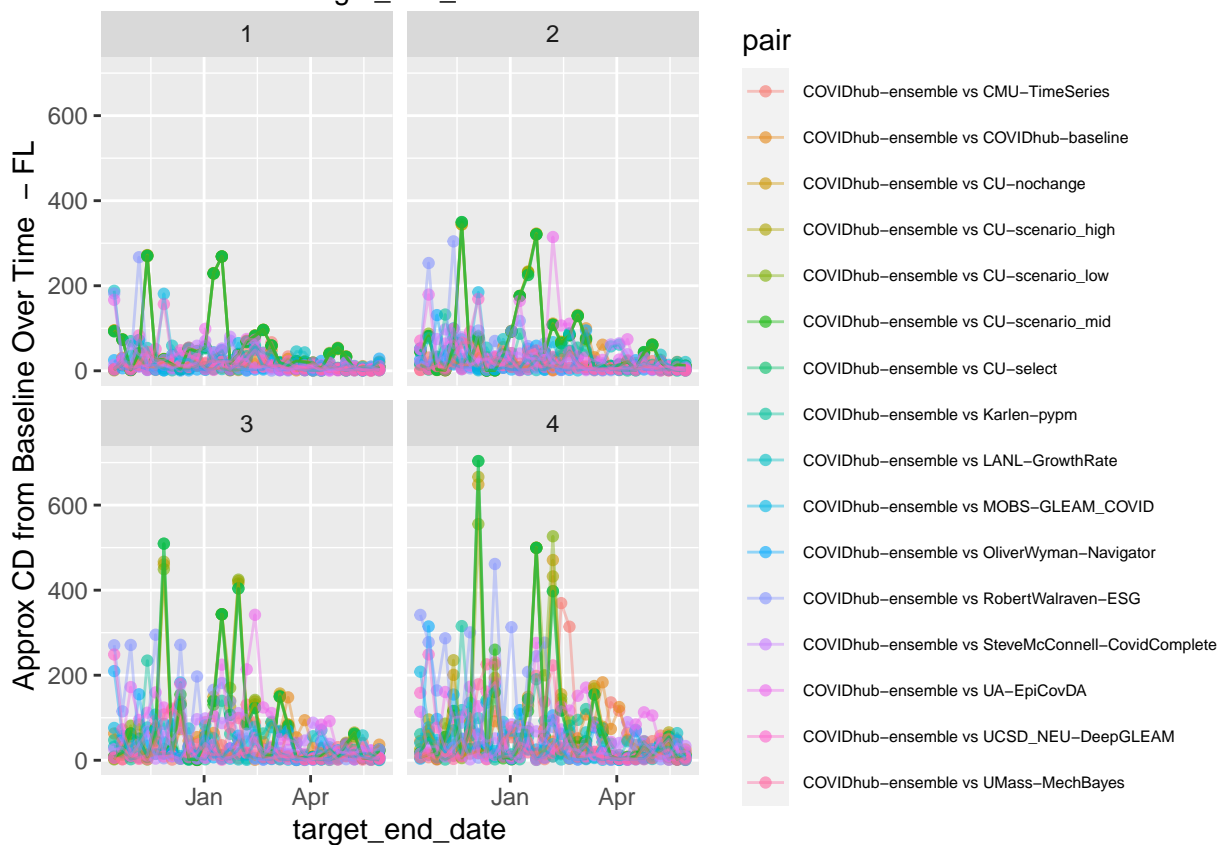 1
2
600
400
200
0
3
4
600
400
200
0
Jan
Apr
Jan
Apr
target_end_date
Approx CD from Baseline Over Time − FL
pair
COVIDhub−ensemble vs CMU−TimeSeries
COVIDhub−ensemble vs COVIDhub−baseline
COVIDhub−ensemble vs CU−nochange
COVIDhub−ensemble vs CU−scenario_high
COVIDhub−ensemble vs CU−scenario_low
COVIDhub−ensemble vs CU−scenario_mid
COVIDhub−ensemble vs CU−select
COVIDhub−ensemble vs Karlen−pypm
COVIDhub−ensemble vs LANL−GrowthRate
COVIDhub−ensemble vs MOBS−GLEAM_COVID
COVIDhub−ensemble vs OliverWyman−Navigator
COVIDhub−ensemble vs RobertWalraven−ESG
COVIDhub−ensemble vs SteveMcConnell−CovidComplete
COVIDhub−ensemble vs UA−EpiCovDA
COVIDhub−ensemble vs UCSD_NEU−DeepGLEAM
COVIDhub−ensemble vs UMass−MechBayes